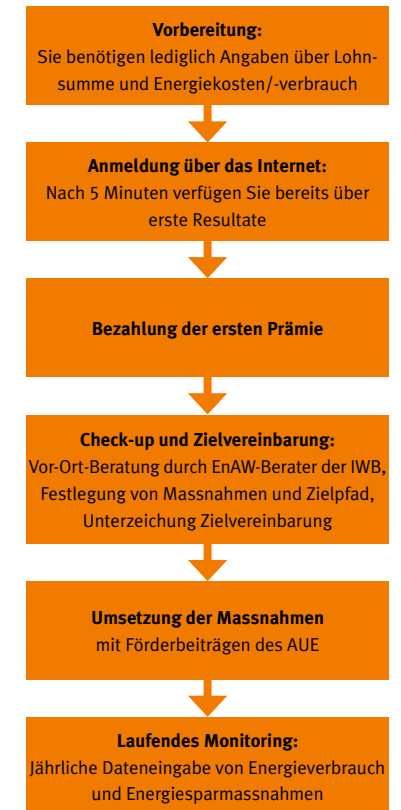 Vorbereitung:
Sie benötigen lediglich Angaben über Lohn-
summe und Energiekosten/-verbrauch
Anmeldung über das Internet:
Nach 5 Minuten verfügen Sie bereits über
erste Resultate
Bezahlung der ersten Prämie
Check-up und Zielvereinbarung:
Vor-Ort-Beratung durch EnAW-Berater der IWB,
Festlegung von Massnahmen und Zielpfad,
Unterzeichung Zielvereinbarung
Umsetzung der Massnahmen
mit Förderbeiträgen des AUE
Laufendes Monitoring:
Jährliche Dateneingabe von Energieverbrauch
und Energiesparmassnahmen